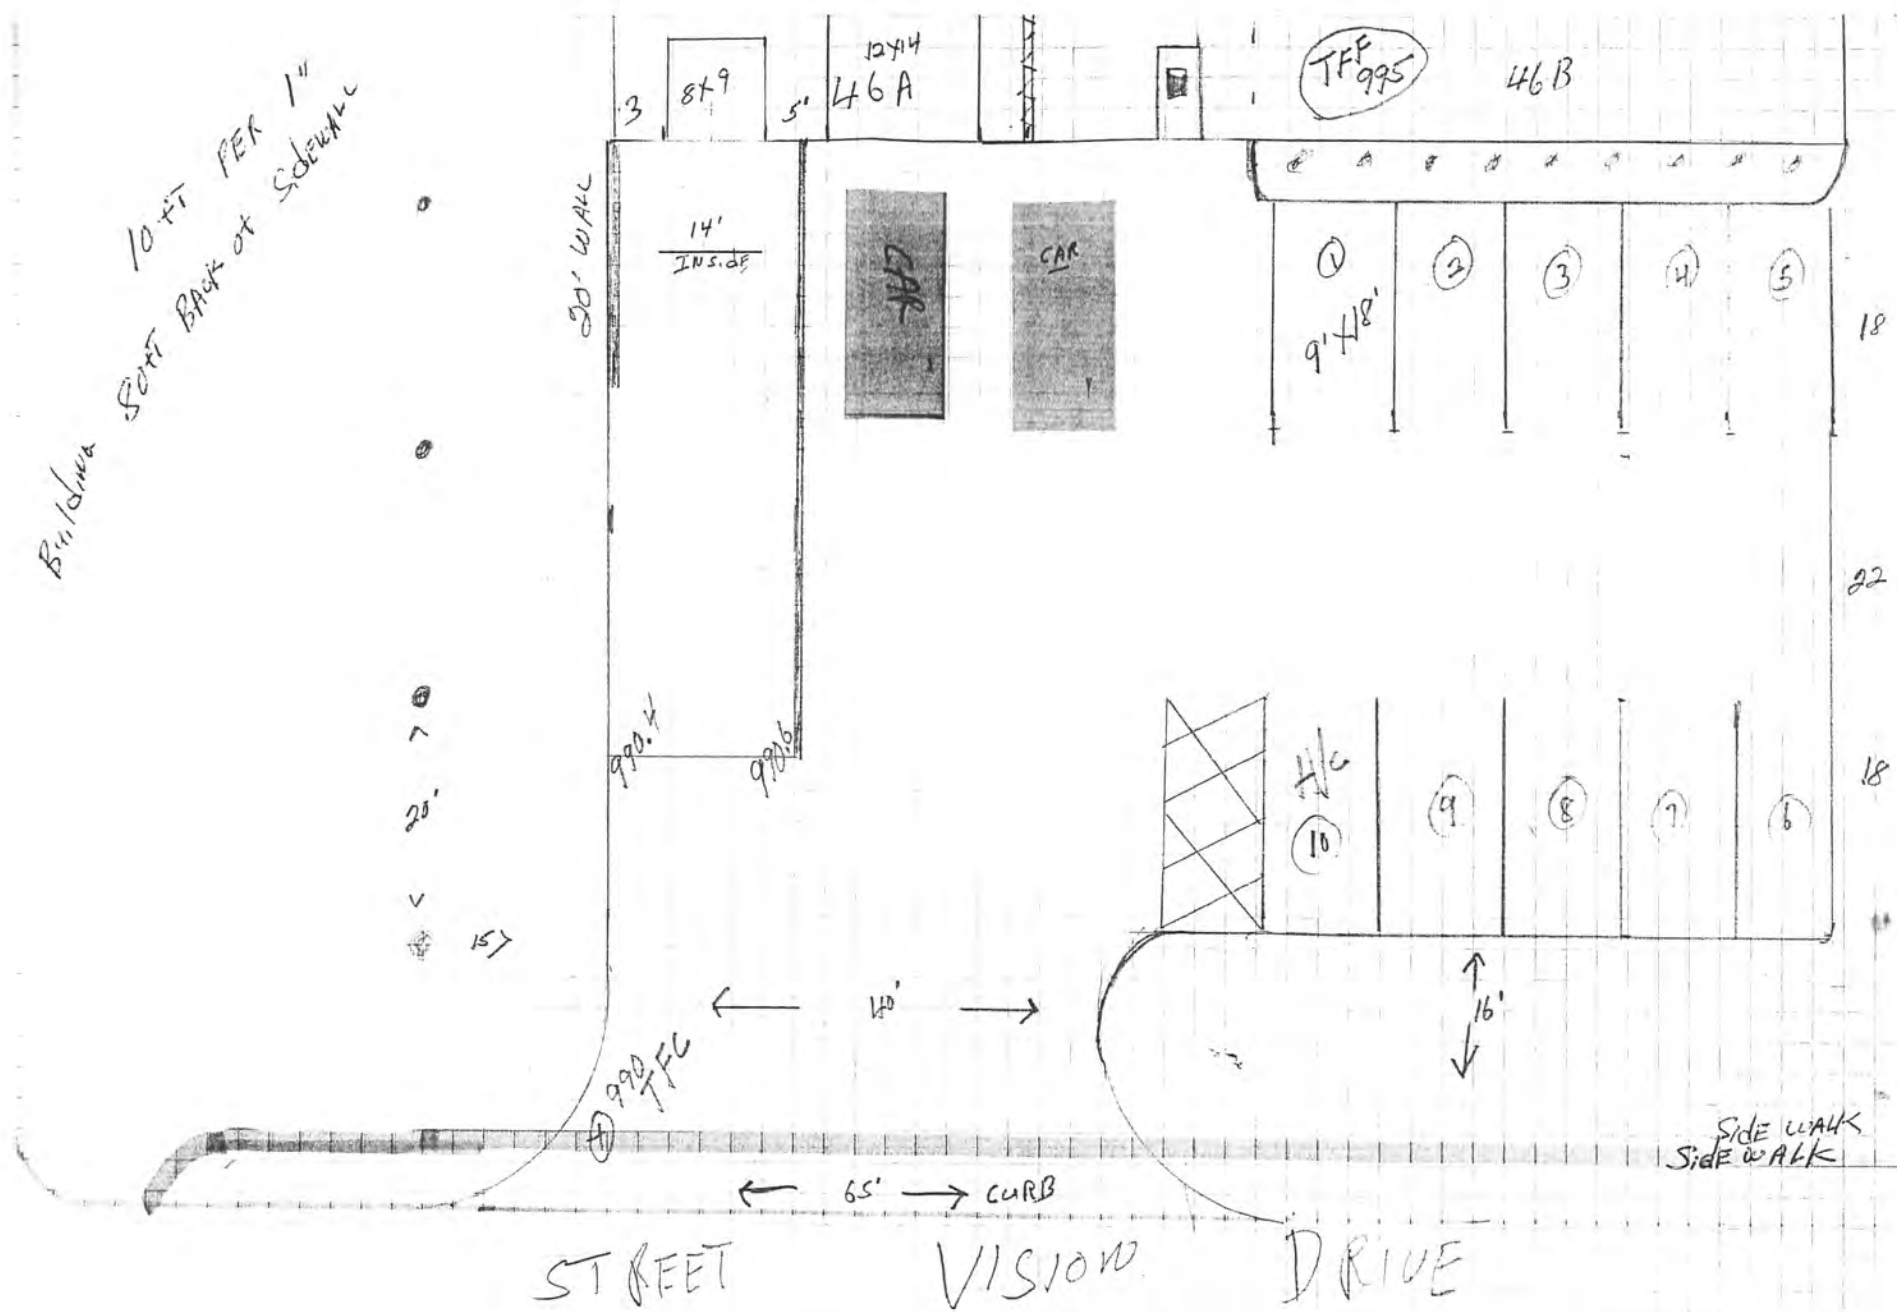 10 FT PER 1"
Building 80FT BACK OF SIDEWALK
3
8x9
5'
12x14
46A
TFF
995
46B
20' WALL
14'
INSIDE
CAR
CAR
1
2
3
4
5
9'x18'
18
22
18
990.4
990.6
20'
15>
H/C
10
9
8
7
6
40'
16'
990
TFC
SIDE WALK
SIDE WALK
65'
CURB
STREET VISION DRIVE